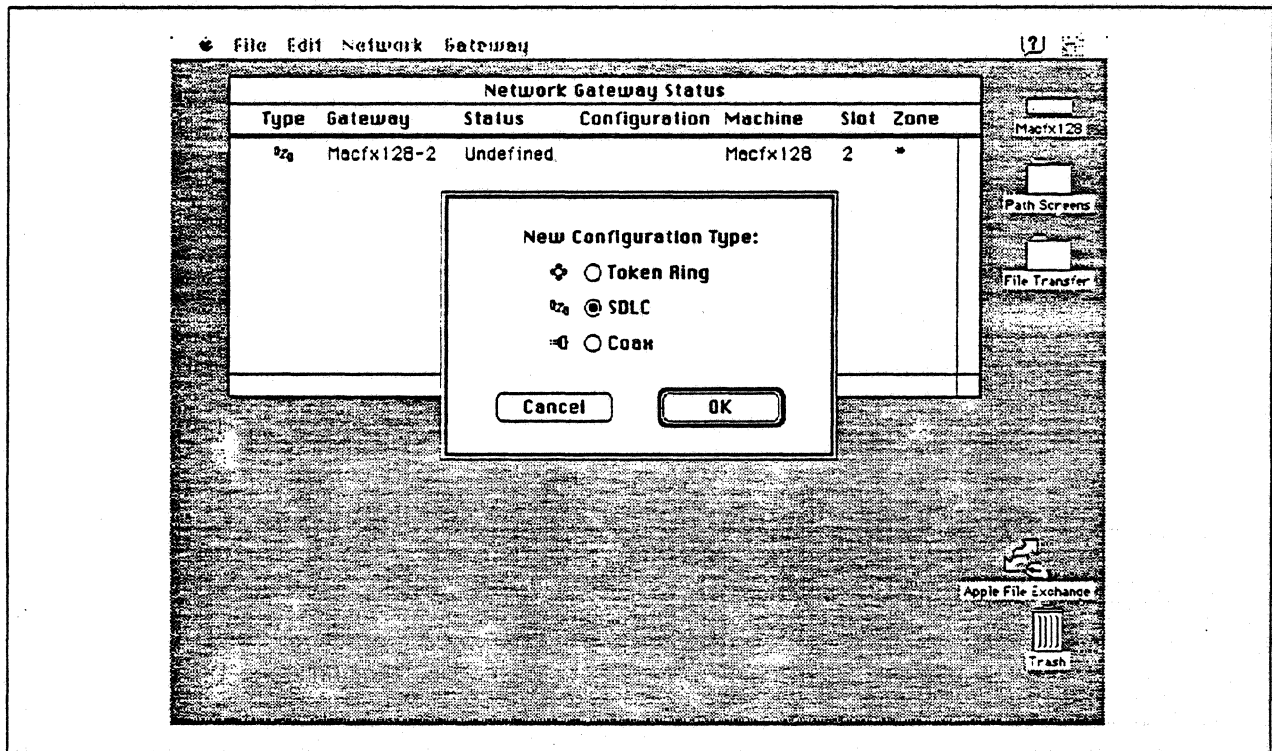 File Edit Network Gateway
Network Gateway Status
Type Gateway Status Configuration Machine Slot Zone
Macfx128-2 Undefined Macfx128 2 *
New Configuration Type:
Token Ring
SDLC
Coax
Cancel OK
Macfx128
Path Screens
File Transfer
Apple File Exchange
Trash